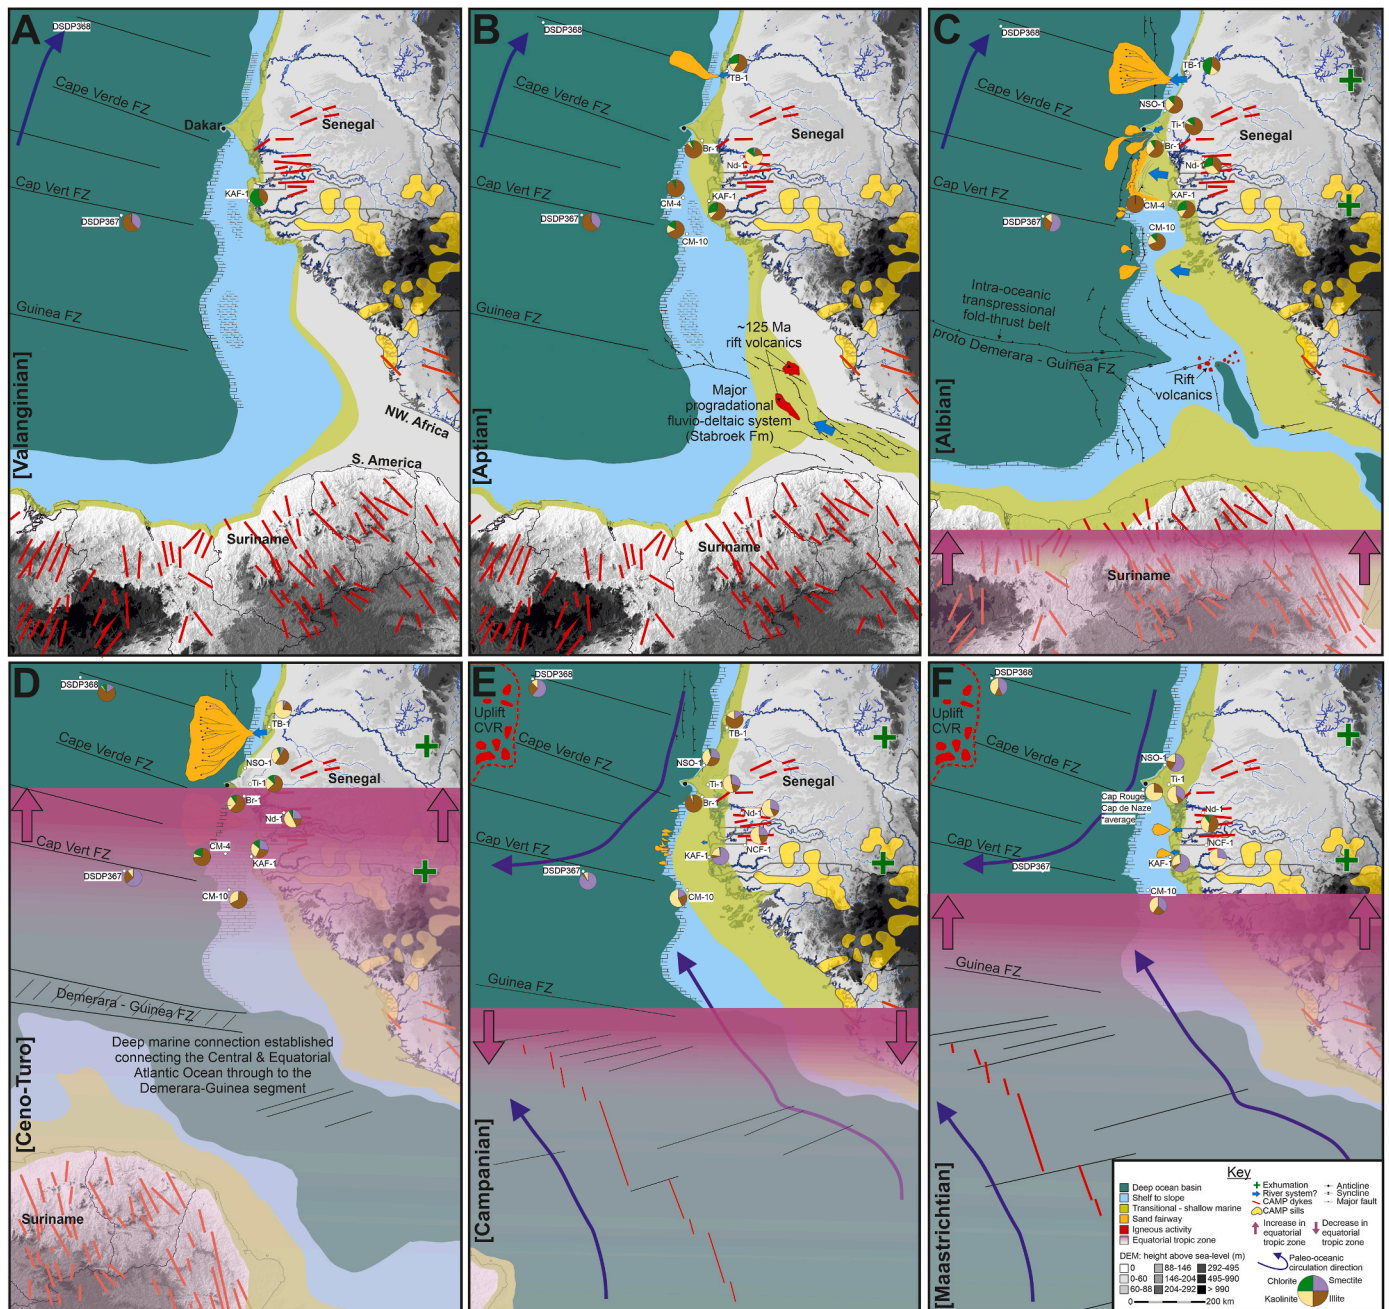 A
DSDP368
Cape Verde FZ
Dakar
Senegal
Cap Vert FZ
KAF-1
DSDP367
Guinea FZ
NW. Africa
S. America
Suriname
[Valanginian]
B
DSDP368
TB-1
Cape Verde FZ
Senegal
Br-1
Nd-1
Cap Vert FZ
CM-4
KAF-1
DSDP367
CM-10
Guinea FZ
~125 Ma
rift volcanics
Major
progradational
fluvio-deltaic system
(Stabroek Fm)
Suriname
[Aptian]
C
DSDP368
TB-1
Cape Verde FZ
NSO-1
Ti-1
Senegal
Br-1
Nd-1
Cap Vert FZ
KAF-1
CM-4
DSDP367
CM-10
Intra-oceanic
transpressional
fold-thrust belt
proto Demerara - Guinea FZ
Rift
volcanics
Suriname
[Albian]
D
DSDP368
TB-1
Cape Verde FZ
NSO-1
Ti-1
Senegal
Br-1
Nd-1
CM-4
Cap Vert FZ
KAF-1
DSDP367
CM-10
Demerara - Guinea FZ
Deep marine connection established
connecting the Central & Equatorial
Atlantic Ocean through to the
Demerara-Guinea segment
Suriname
[Ceno-Turo]
E
DSDP368
Uplift
CVR
TB-1
Cape Verde FZ
NSO-1
Ti-1
Senegal
Br-1
Nd-1
Cap Vert FZ
NCF-1
KAF-1
DSDP367
CM-10
Guinea FZ
[Campanian]
F
DSDP368
Uplift
CVR
Cape Verde FZ
NSO-1
Ti-1
Senegal
Cap Rouge
Cap de Naze
average
Nd-1
Cap Vert FZ
NCF-1
KAF-1
DSDP367
CM-10
Guinea FZ
[Maastrichtian]
Key
Deep ocean basin
Shelf to slope
Transitional - shallow marine
Sand fairway
Igneous activity
Equatorial tropic zone
Exhumation
River system?
CAMP dykes
CAMP sills
Anticline
Syncline
Major fault
Increase in
equatorial
tropic zone
Decrease in
equatorial
tropic zone
DEM: height above sea-level (m)
0
0-60
60-88
88-146
146-204
204-292
292-495
495-990
> 990
0 200 km
Paleo-oceanic
circulation direction
Chlorite
Smectite
Kaolinite
Illite